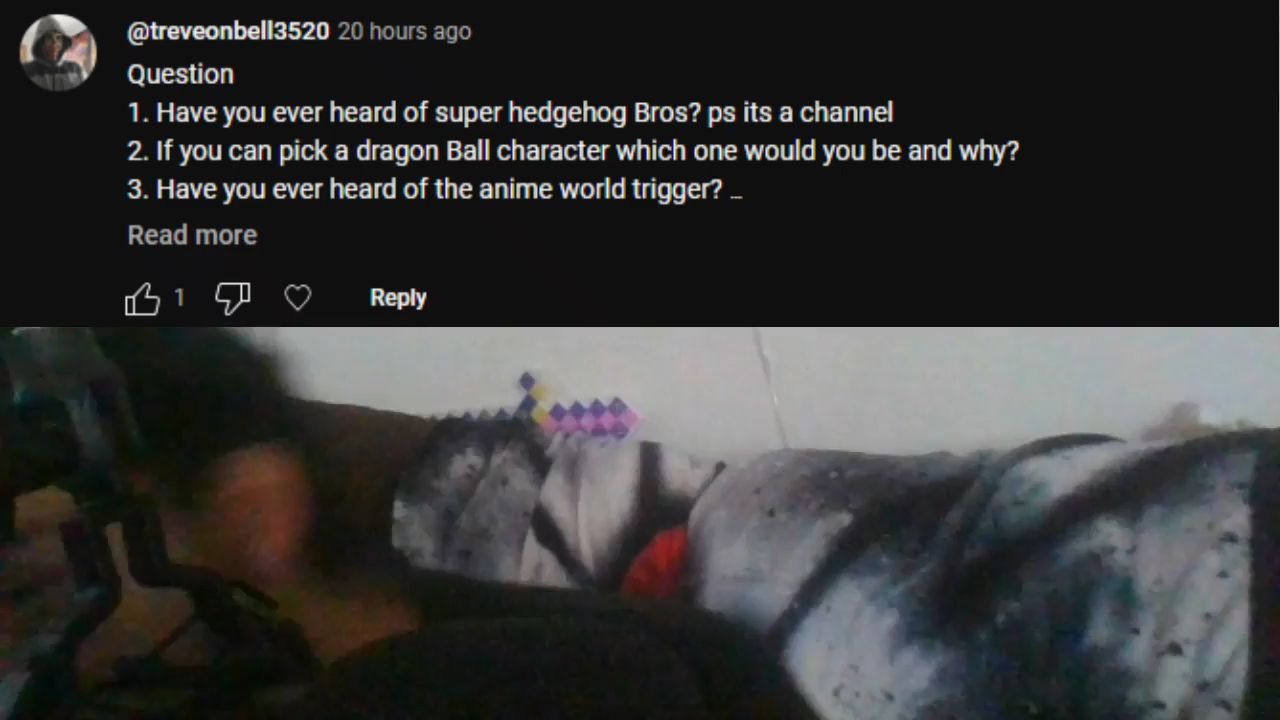 @treveonbell3520 20 hours ago
Question
1. Have you ever heard of super hedgehog Bros? ps its a channel
2. If you can pick a dragon Ball character which one would you be and why?
3. Have you ever heard of the anime world trigger? ...
Read more
1 Reply